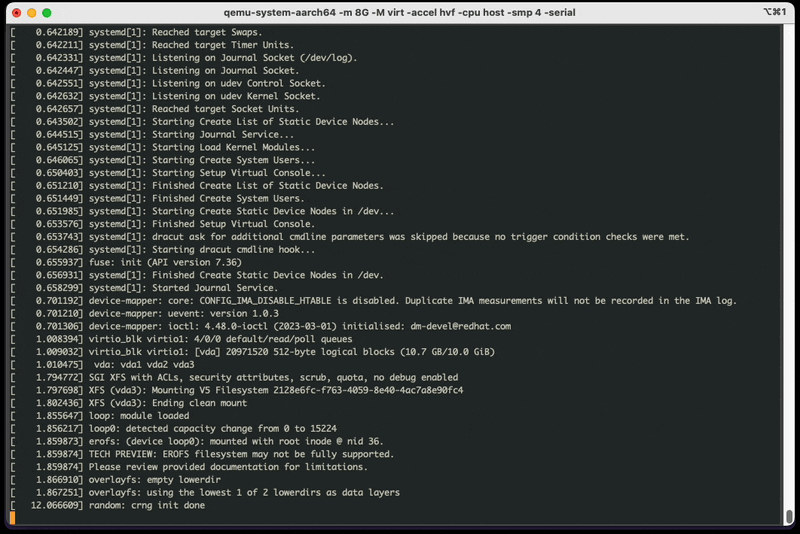 qemu-system-aarch64 -m 8G -M virt -accel hvf -cpu host -smp 4 -serial
⌥⌘1
[    0.642189] systemd[1]: Reached target Swaps.
[    0.642211] systemd[1]: Reached target Timer Units.
[    0.642331] systemd[1]: Listening on Journal Socket (/dev/log).
[    0.642447] systemd[1]: Listening on Journal Socket.
[    0.642551] systemd[1]: Listening on udev Control Socket.
[    0.642632] systemd[1]: Listening on udev Kernel Socket.
[    0.642657] systemd[1]: Reached target Socket Units.
[    0.643502] systemd[1]: Starting Create List of Static Device Nodes...
[    0.644515] systemd[1]: Starting Journal Service...
[    0.645125] systemd[1]: Starting Load Kernel Modules...
[    0.646065] systemd[1]: Starting Create System Users...
[    0.650403] systemd[1]: Starting Setup Virtual Console...
[    0.651210] systemd[1]: Finished Create List of Static Device Nodes.
[    0.651449] systemd[1]: Finished Create System Users.
[    0.651985] systemd[1]: Starting Create Static Device Nodes in /dev...
[    0.653576] systemd[1]: Finished Setup Virtual Console.
[    0.653743] systemd[1]: dracut ask for additional cmdline parameters was skipped because no trigger condition checks were met.
[    0.654286] systemd[1]: Starting dracut cmdline hook...
[    0.655937] fuse: init (API version 7.36)
[    0.656931] systemd[1]: Finished Create Static Device Nodes in /dev.
[    0.658299] systemd[1]: Started Journal Service.
[    0.701192] device-mapper: core: CONFIG_IMA_DISABLE_HTABLE is disabled. Duplicate IMA measurements will not be recorded in the IMA log.
[    0.701210] device-mapper: uevent: version 1.0.3
[    0.701306] device-mapper: ioctl: 4.48.0-ioctl (2023-03-01) initialised: dm-devel@redhat.com
[    1.008394] virtio_blk virtio1: 4/0/0 default/read/poll queues
[    1.009032] virtio_blk virtio1: [vda] 20971520 512-byte logical blocks (10.7 GB/10.0 GiB)
[    1.010475]  vda: vda1 vda2 vda3
[    1.794772] SGI XFS with ACLs, security attributes, scrub, quota, no debug enabled
[    1.797698] XFS (vda3): Mounting V5 Filesystem 2128e6fc-f763-4059-8e40-4ac7a8e90fc4
[    1.802436] XFS (vda3): Ending clean mount
[    1.855647] loop: module loaded
[    1.856217] loop0: detected capacity change from 0 to 15224
[    1.859873] erofs: (device loop0): mounted with root inode @ nid 36.
[    1.859874] TECH PREVIEW: EROFS filesystem may not be fully supported.
[    1.859874] Please review provided documentation for limitations.
[    1.866910] overlayfs: empty lowerdir
[    1.867251] overlayfs: using the lowest 1 of 2 lowerdirs as data layers
[   12.066609] random: crng init done